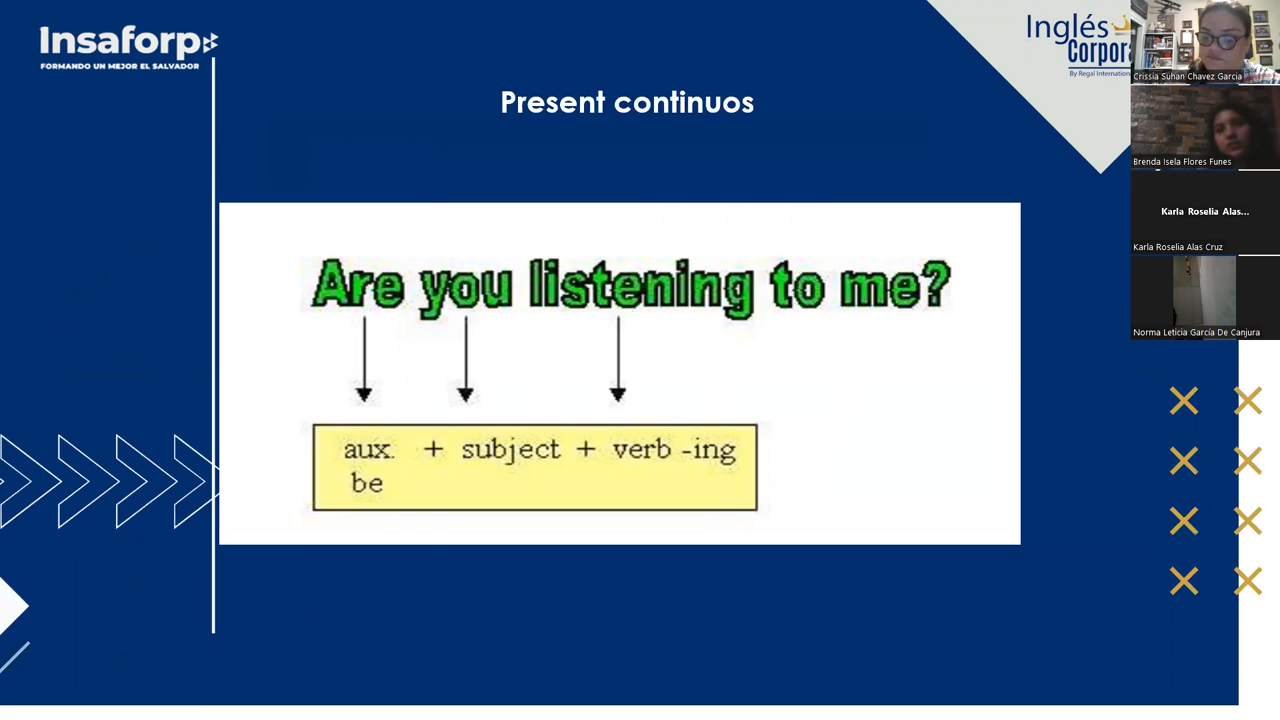 Insaforp
FORMANDO UN MEJOR EL SALVADOR
Inglés
Corpora
By Regal Internation
Present continuos
Are you listening to me?
aux. + subject + verb -ing
be
Crissia Suhan Chavez Garcia
Brenda Isela Flores Funes
Karla Roselia Alas...
Karla Roselia Alas Cruz
Norma Leticia García De Canjura